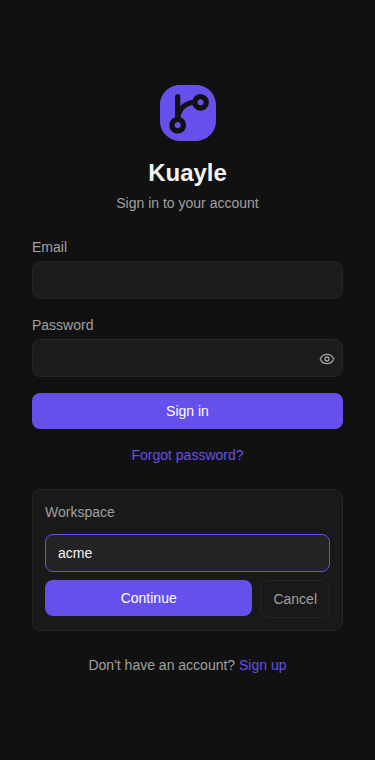 Kuayle
Sign in to your account
Email
Password
Sign in
Forgot password?
Workspace
acme
Continue
Cancel
Don't have an account? Sign up